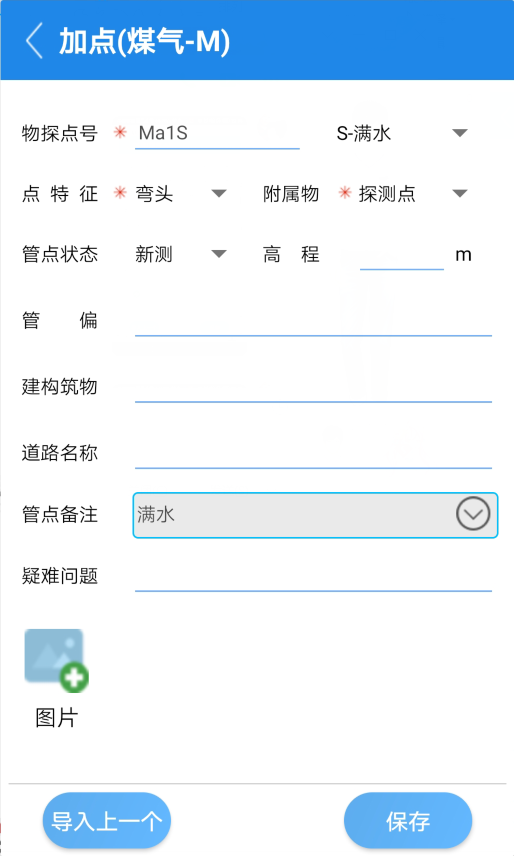 加点(煤气-M)
物探点号 * Ma1S S-满水
点 特 征 * 弯头 附属物 * 探测点
管点状态 新测 高 程 m
管 偏
建构筑物
道路名称
管点备注 满水
疑难问题
图片
导入上一个 保存